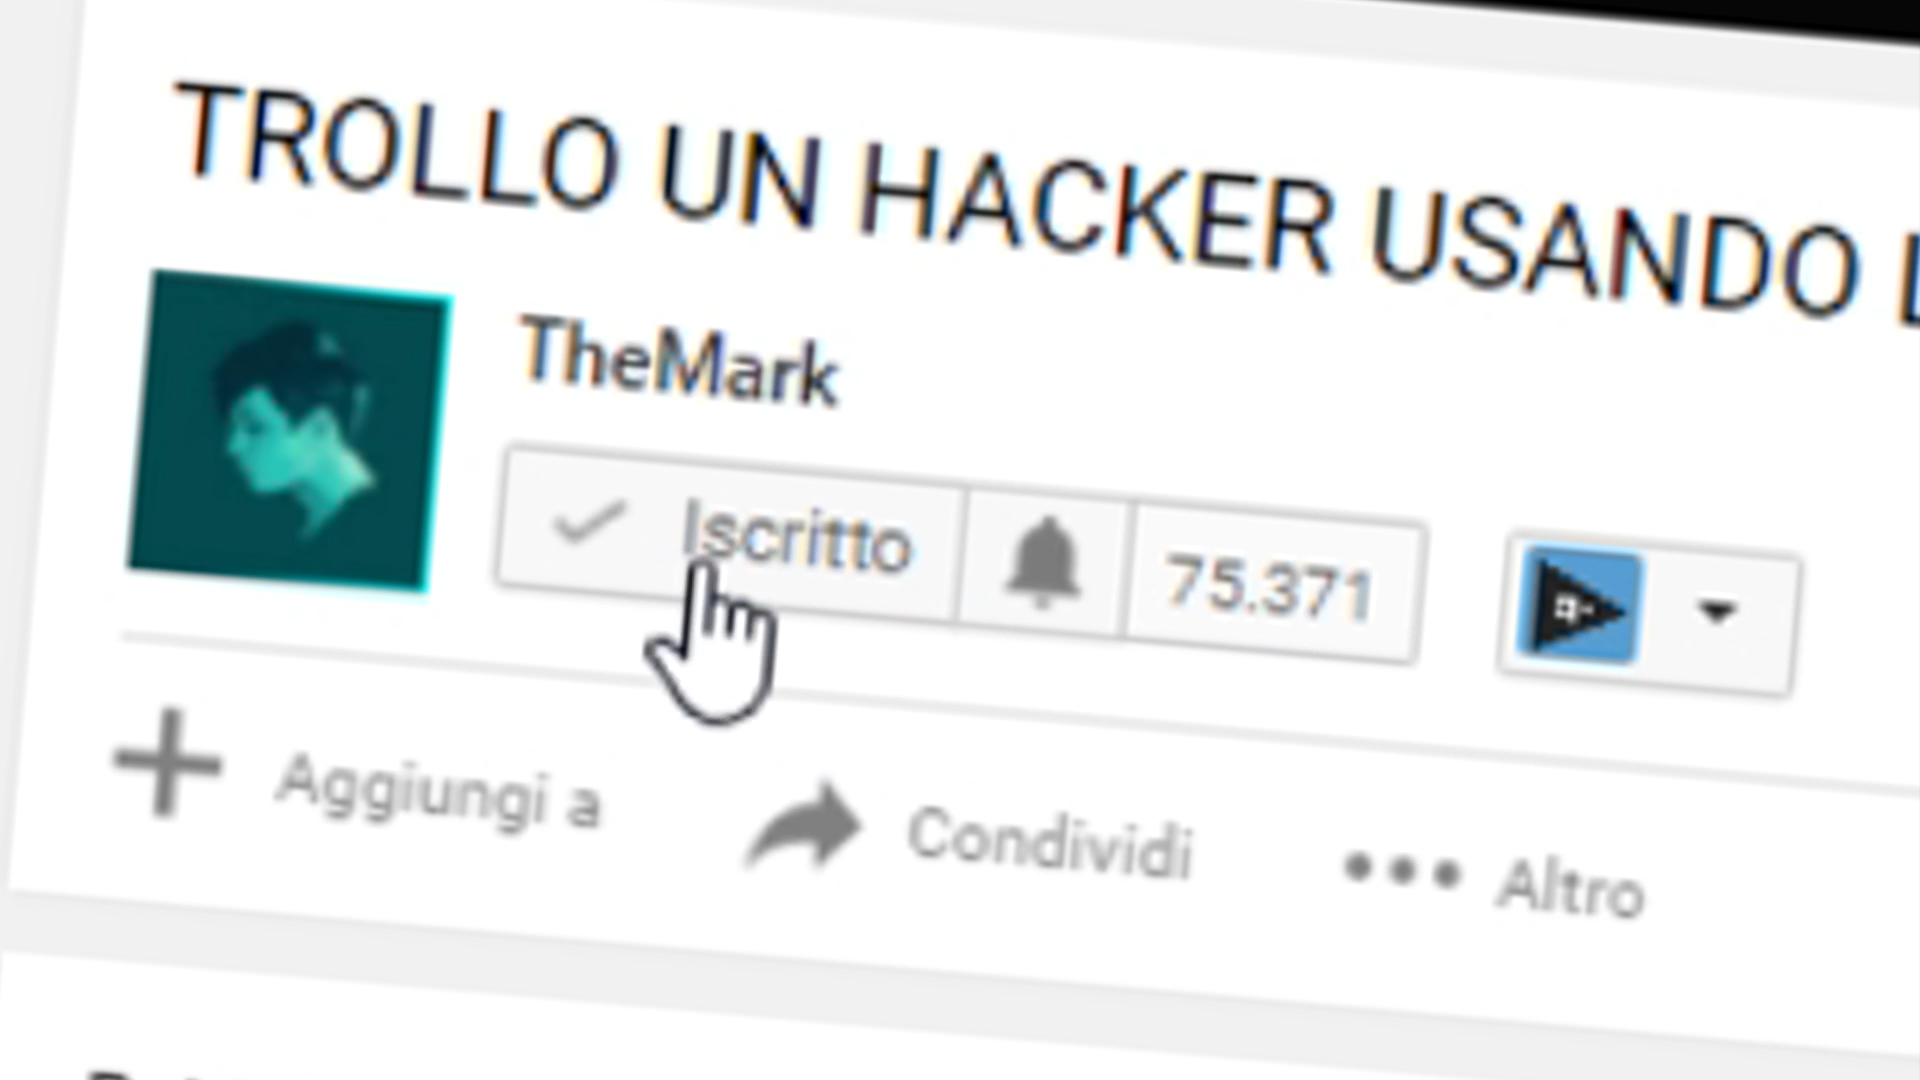 TROLLO UN HACKER USANDO
TheMark
Iscritto
75.371
Aggiungi a
Condividi
Altro